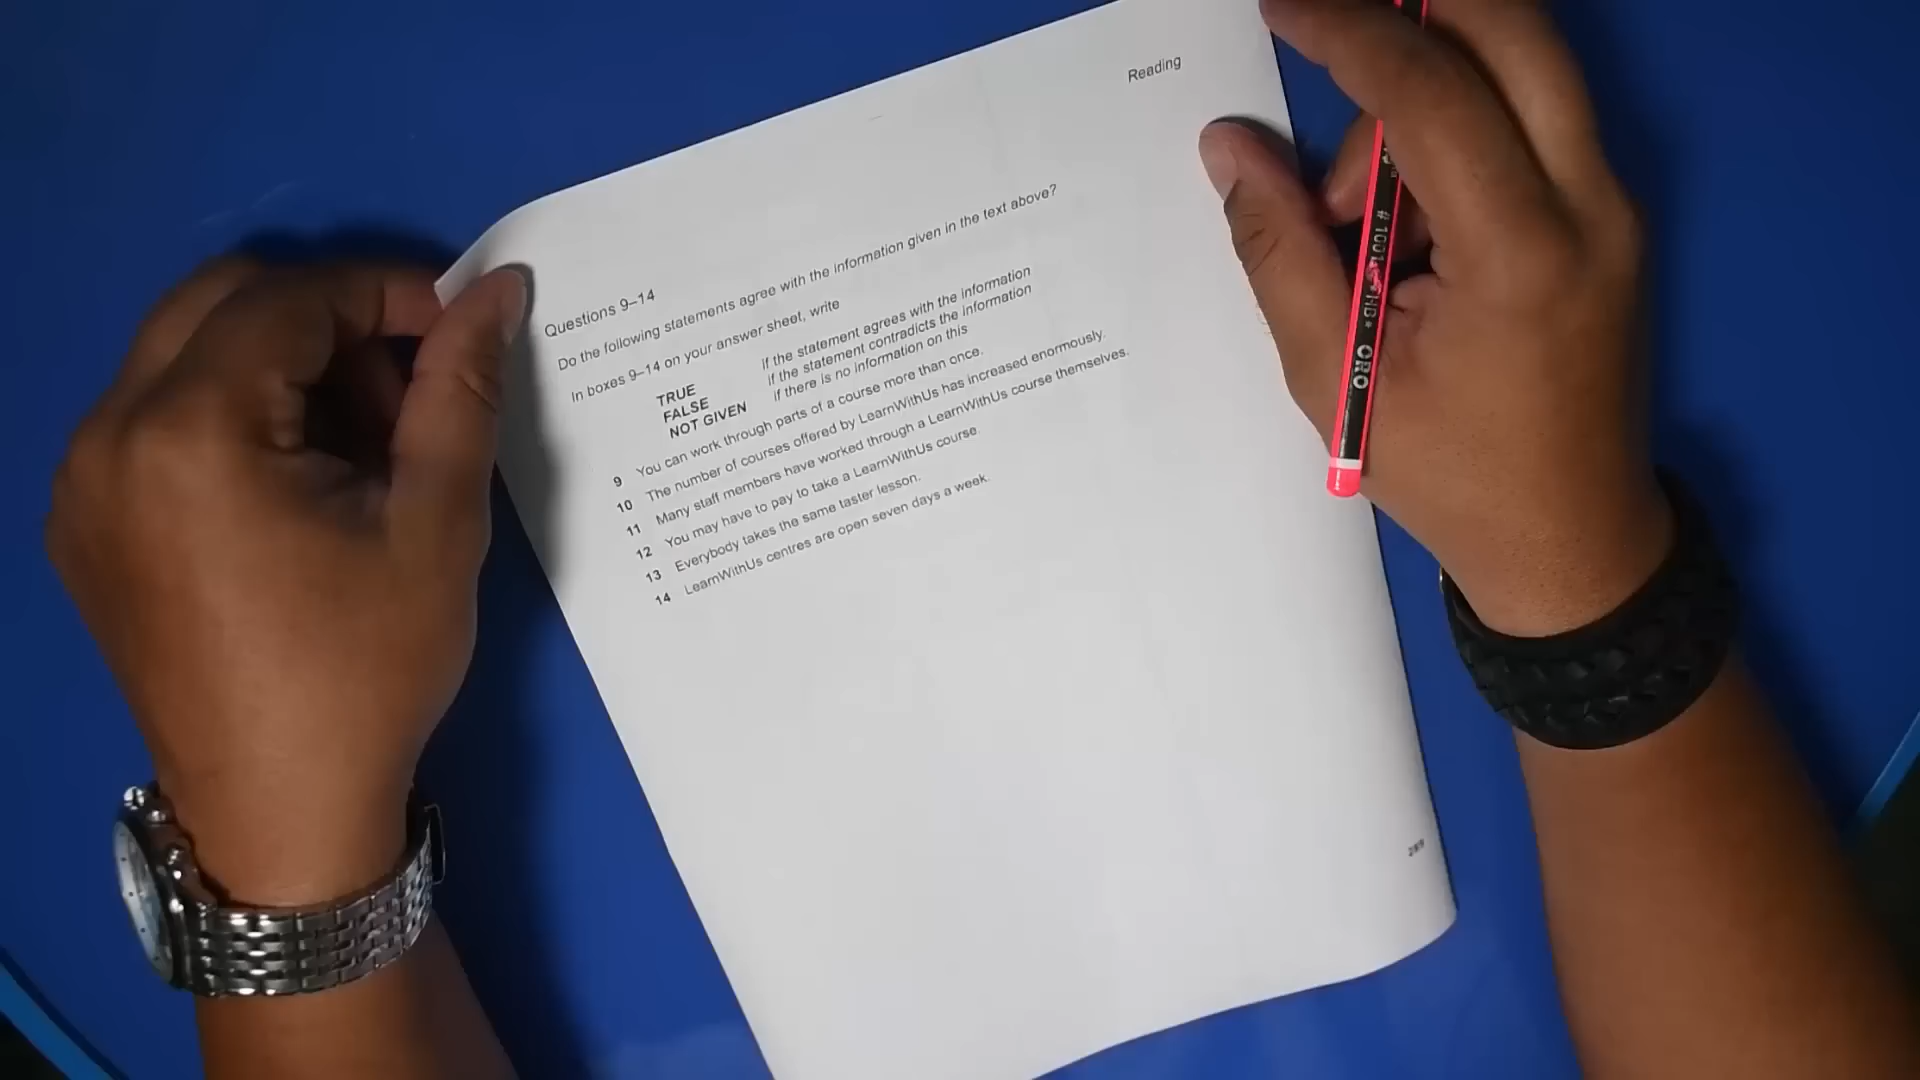 Reading
Questions 9–14
Do the following statements agree with the information given in the text above?
In boxes 9–14 on your answer sheet, write
TRUE if the statement agrees with the information
FALSE if the statement contradicts the information
NOT GIVEN if there is no information on this
9 You can work through parts of a course more than once.
10 The number of courses offered by LearnWithUs has increased enormously.
11 Many staff members have worked through a LearnWithUs course themselves.
12 You may have to pay to take a LearnWithUs course.
13 Everybody takes the same taster lesson.
14 LearnWithUs centres are open seven days a week.
# 1001 HB ORO